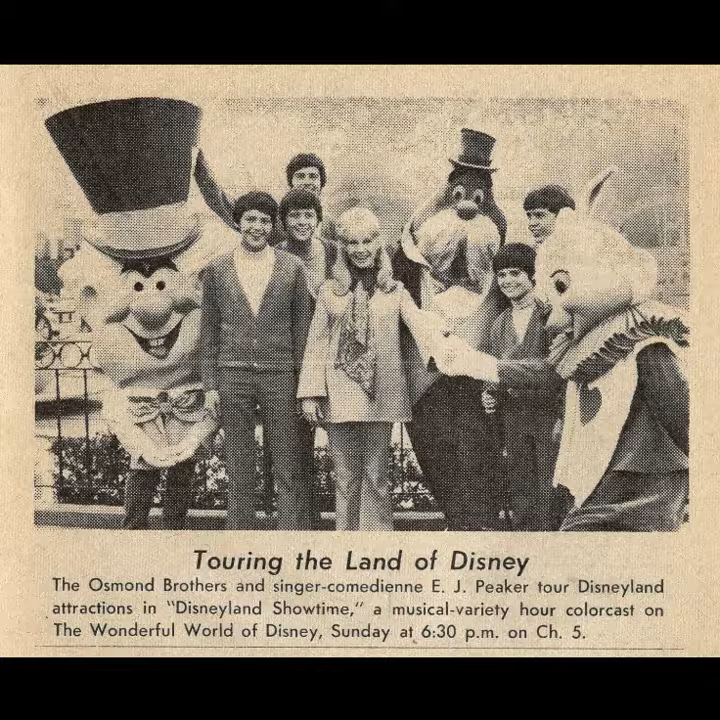 Touring the Land of Disney
The Osmond Brothers and singer-comedienne E. J. Peaker tour Disneyland
attractions in "Disneyland Showtime," a musical-variety hour colorcast on
The Wonderful World of Disney, Sunday at 6:30 p.m. on Ch. 5.